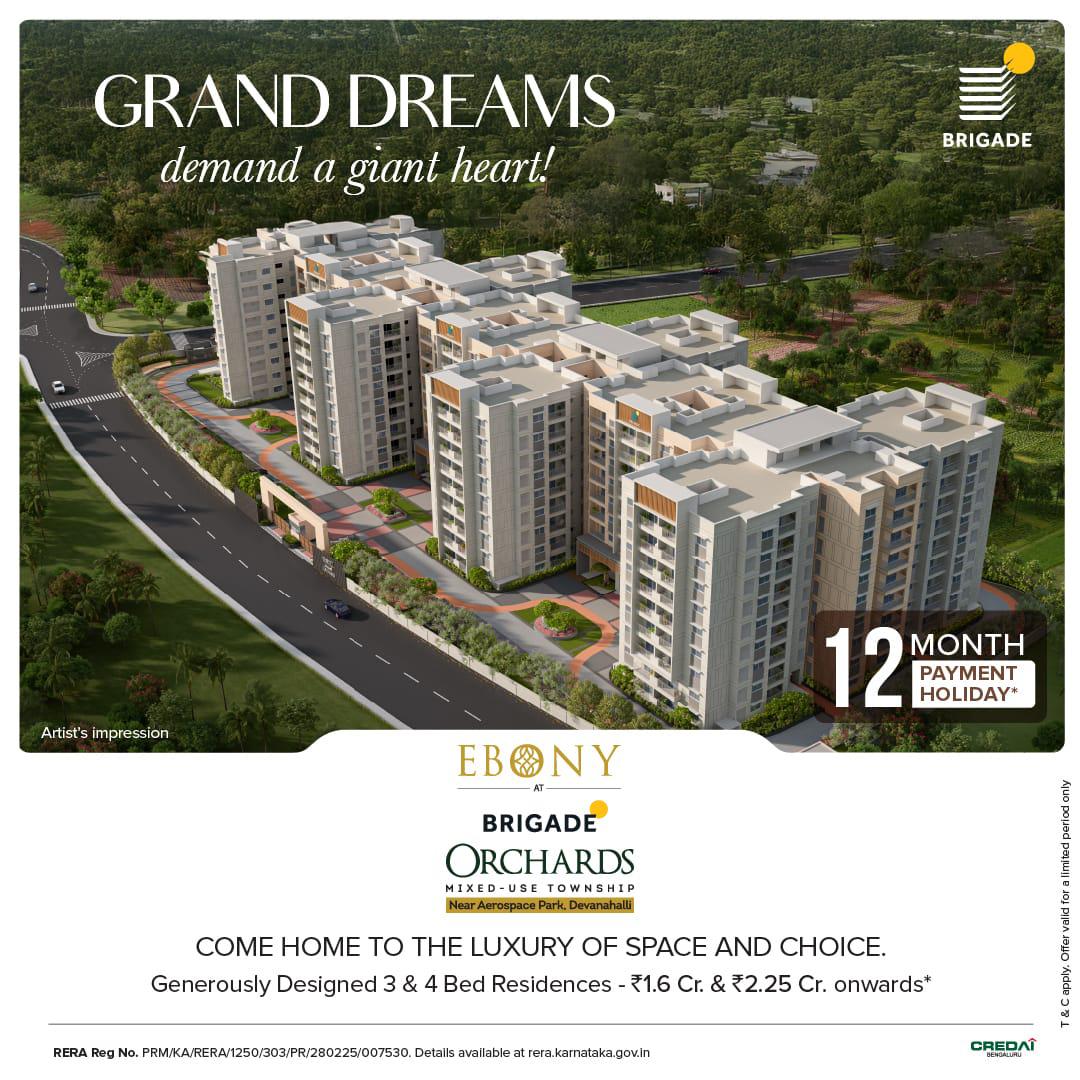 GRAND DREAMS
demand a giant heart!
BRIGADE
12 MONTH
PAYMENT
HOLIDAY*
Artist's impression
EBONY
AT
BRIGADE
ORCHARDS
MIXED-USE TOWNSHIP
Near Aerospace Park, Devanahalli
COME HOME TO THE LUXURY OF SPACE AND CHOICE.
Generously Designed 3 & 4 Bed Residences - ₹1.6 Cr. & ₹2.25 Cr. onwards*
T & C apply. Offer valid for a limited period only
RERA Reg No. PRM/KA/RERA/1250/303/PR/280225/007530. Details available at rera.karnataka.gov.in
CREDAI
BENGALURU